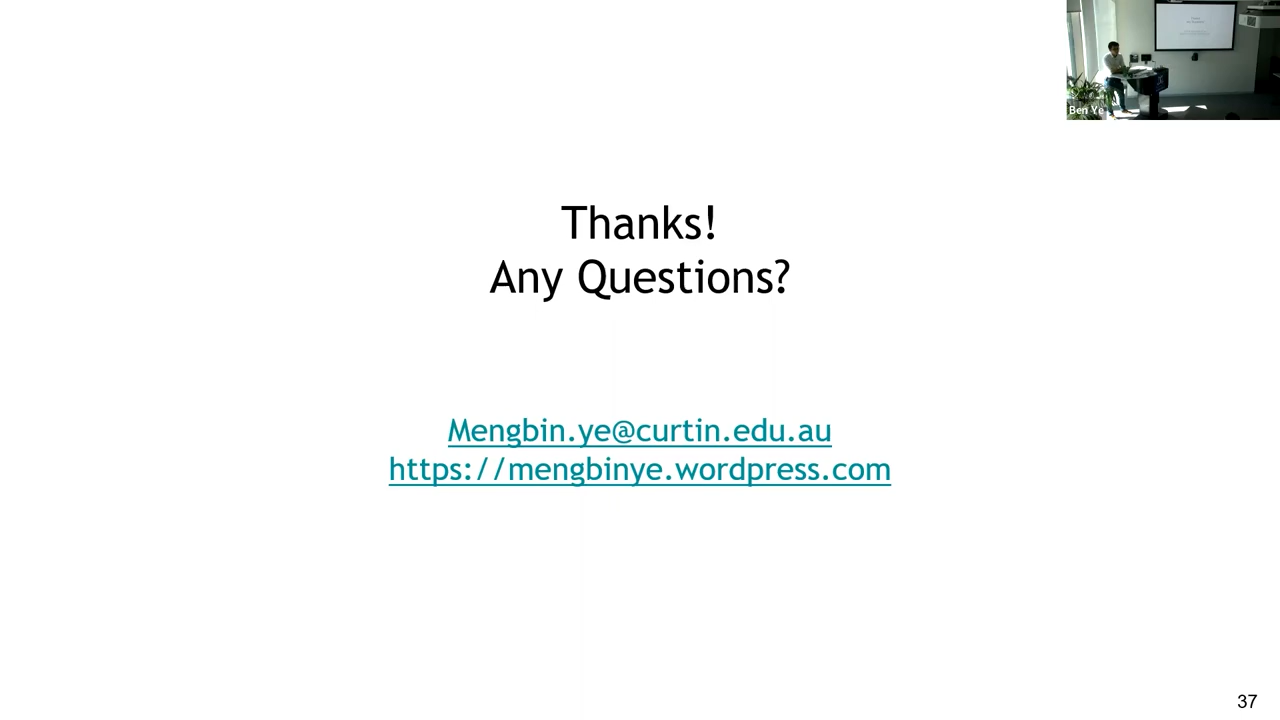 Ben Ye
Thanks!
Any Questions?
Mengbin.ye@curtin.edu.au
https://mengbinye.wordpress.com
37